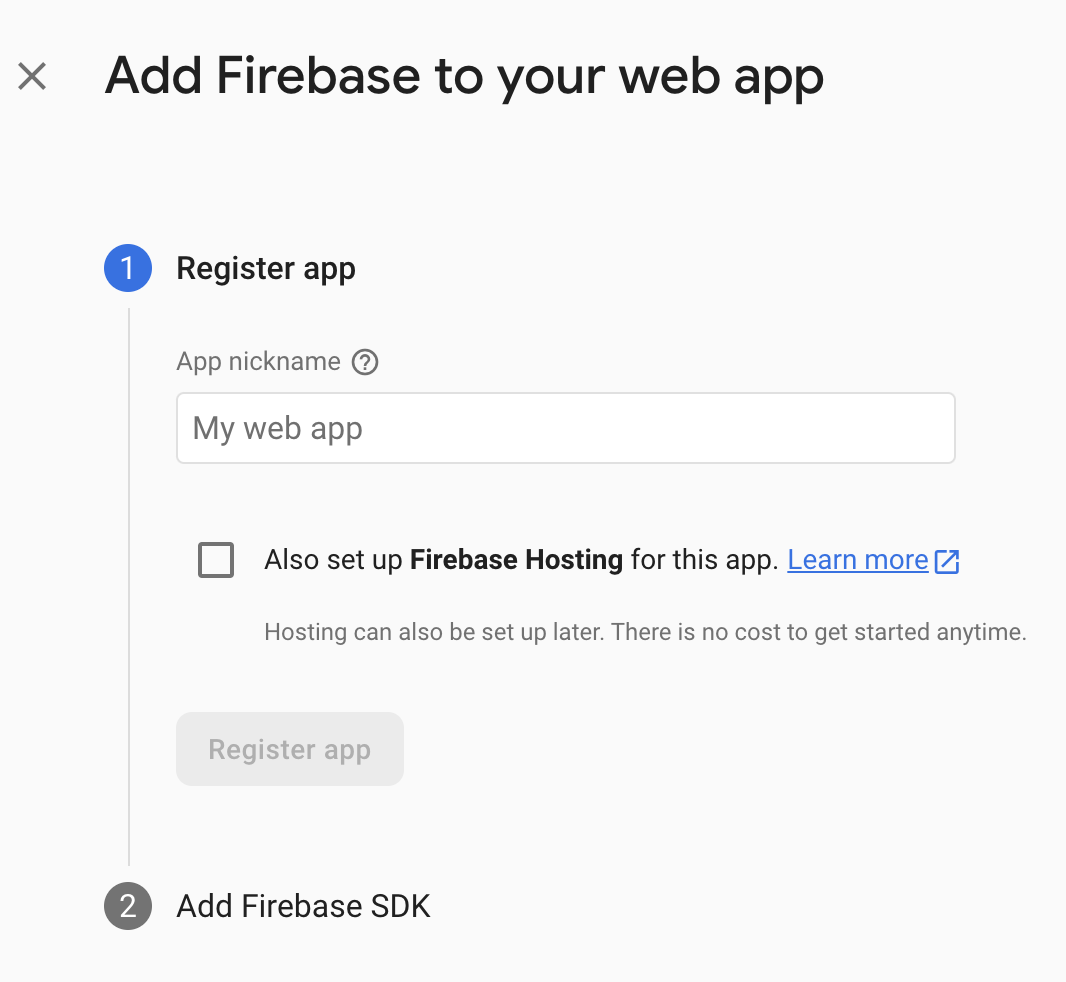 Add Firebase to your web app
1 Register app
App nickname
My web app
Also set up Firebase Hosting for this app. Learn more
Hosting can also be set up later. There is no cost to get started anytime.
Register app
2 Add Firebase SDK